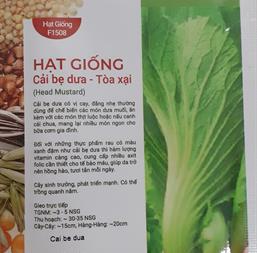 Hạt Giống
F1508
HẠT GIỐNG
Cải bẹ dưa - Tòa xại
(Head Mustard)
Cải bẹ dưa có vị cay, đắng nhẹ thường
dùng để chế biến các món dưa muối, ăn
kèm với các món thịt luộc hoặc nấu canh
cải chua, mang lại nhiều món ngon cho
bữa cơm gia đình.
Đối với những thực phẩm rau có màu
xanh đậm như cải bẹ dưa thì hàm lượng
vitamin càng cao, cung cấp nhiều axit
folic cần thiết cho tế bào máu, giúp da trở
nên hồng hào, tươi tắn mỗi ngày.
Cây sinh trưởng, phát triển mạnh. Có thể
trồng quanh năm.
Gieo trực tiếp
TGNM: ~3 - 5 NSG
Thu hoạch: ~ 30-35 NSG
Cây-Cây: ~15cm, Hàng-Hàng: ~20cm
Cai be dua